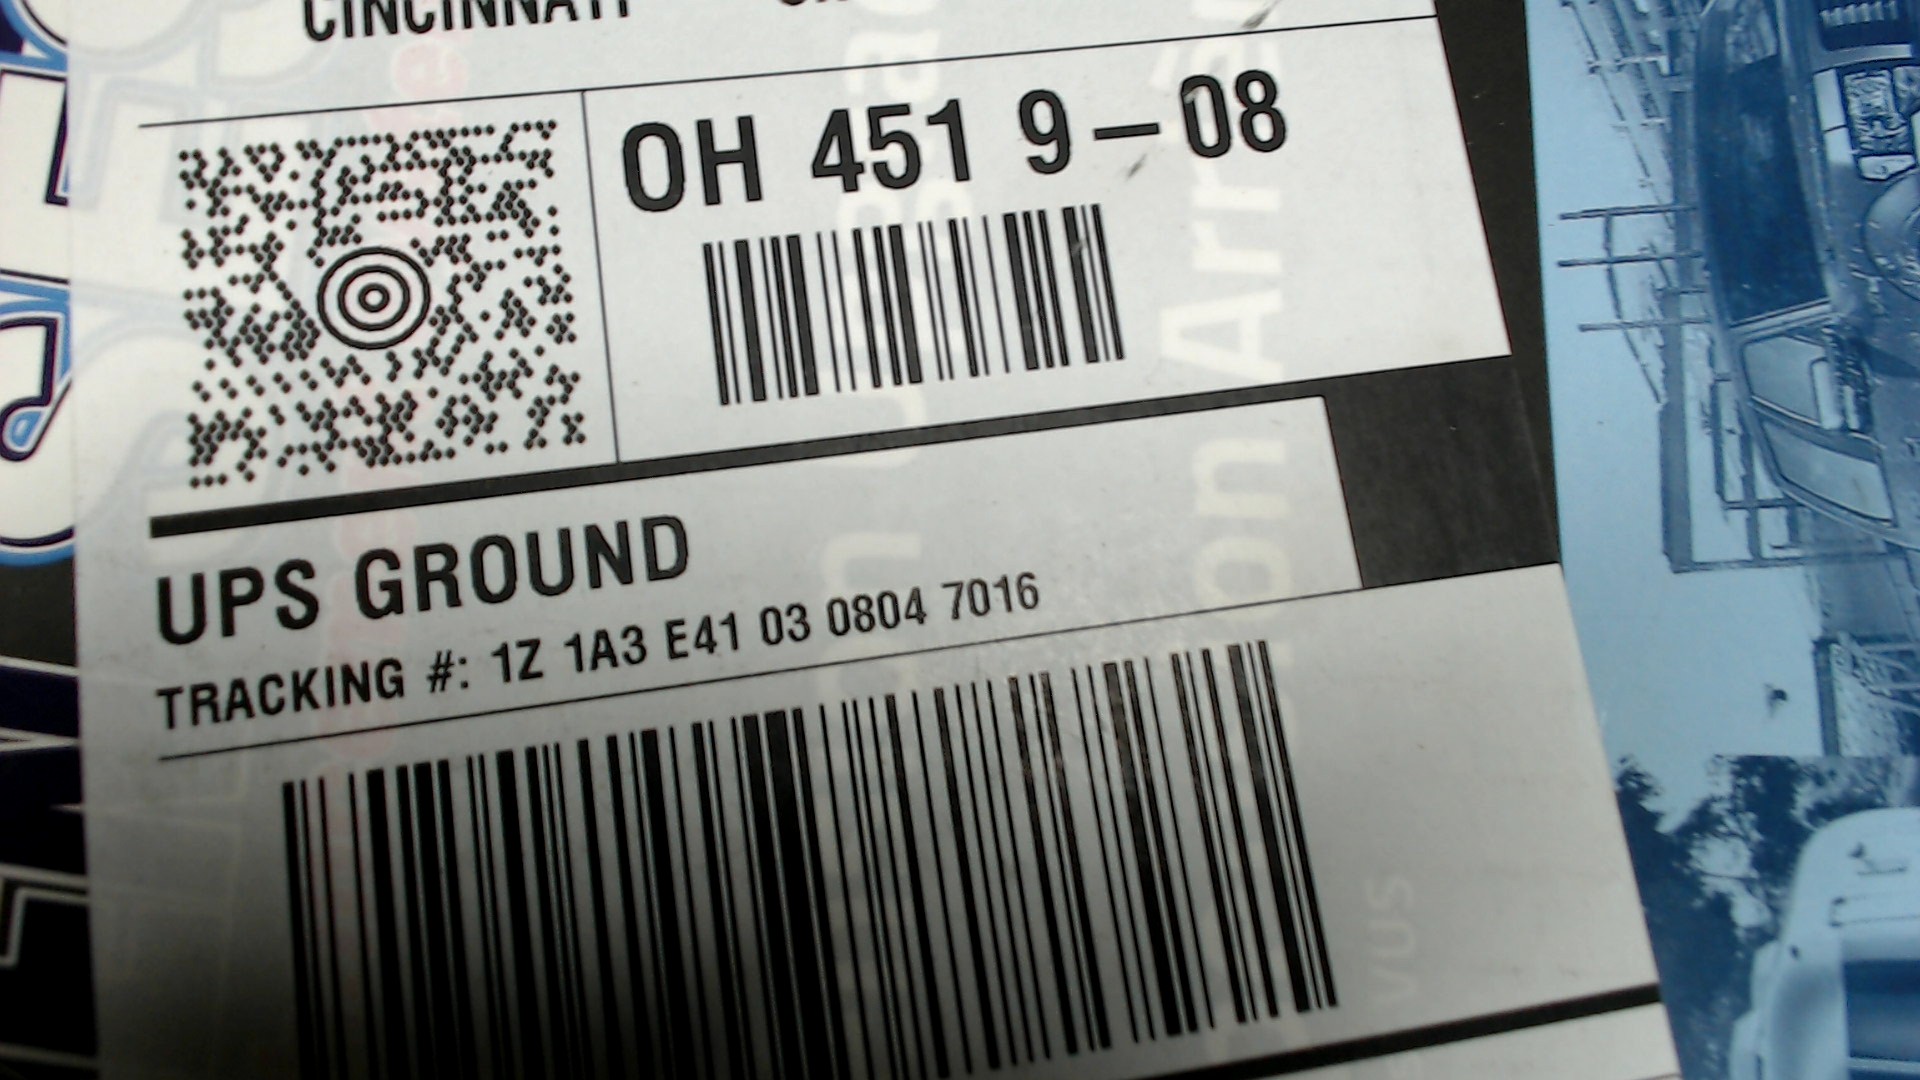 CINCINNATI
OH 451 9-08
UPS GROUND
TRACKING #: 1Z 1A3 E41 03 0804 7016